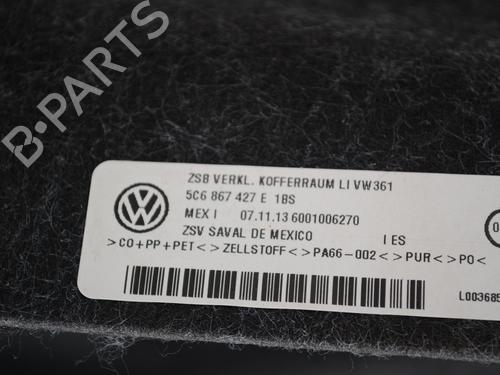 B-PARTS
ZSB VERKL. KOFFERRAUM LI VW361
5C6 867 427 E 1BS
MEX I 07.11.13 6001006270
ZSV SAVAL DE MEXICO I ES
>CO+PP+PET<>ZELLSTOFF<>PA66-002<>PUR<>PO<
L003685